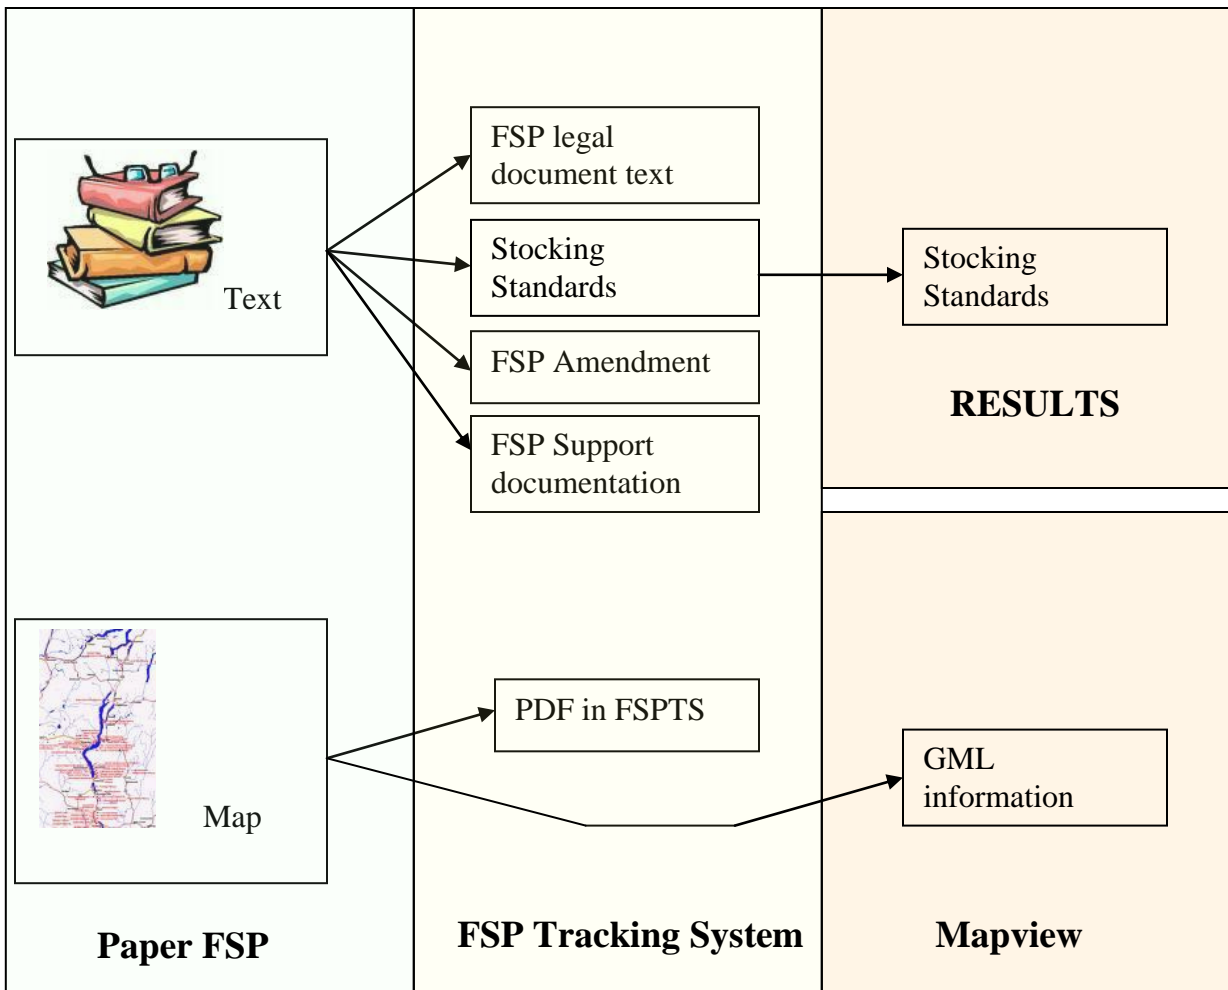 FSP legal
document text
Text
Stocking
Standards
Stocking
Standards
FSP Amendment
RESULTS
FSP Support
documentation
Map
PDF in FSPTS
GML
information
Paper FSP
FSP Tracking System
Mapview